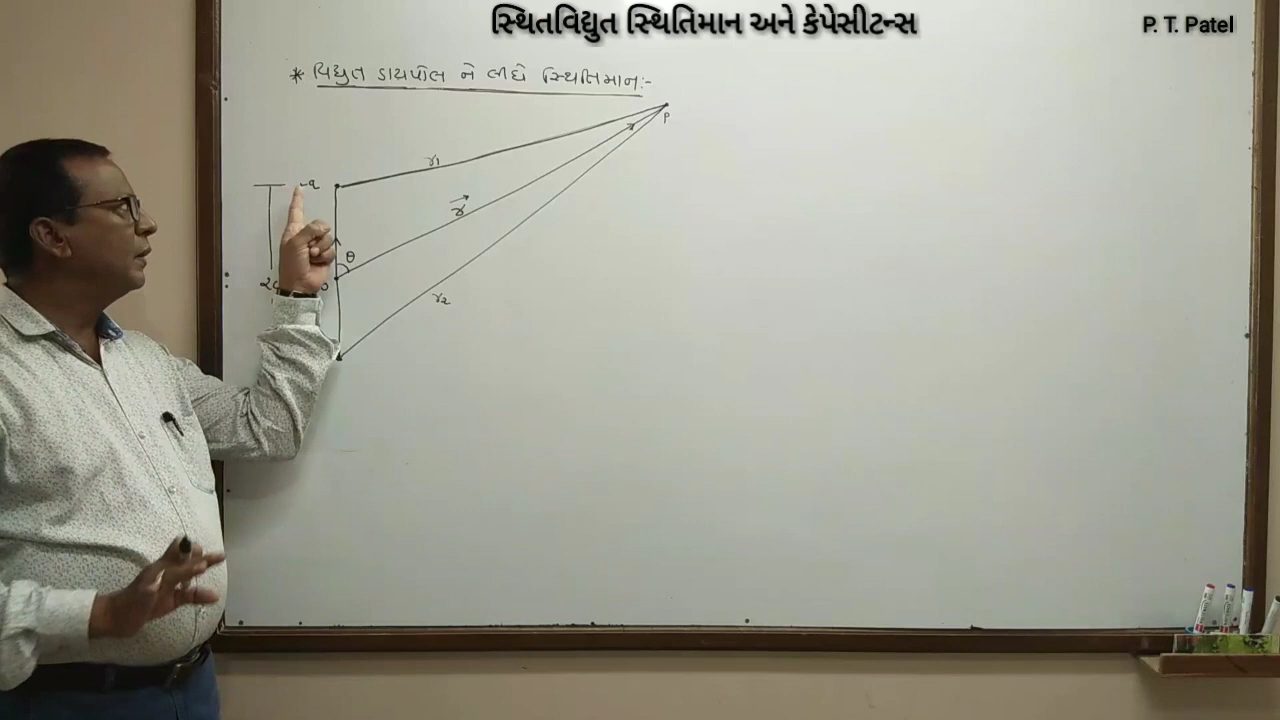 સ્થિતવિદ્યુત સ્થિતિમાન અને કેપેસીટન્સ
P. T. Patel
* વિદ્યુત ડાયપોલ ને લીધે સ્થિતિમાન:-
P
r₁
r⃗
θ
r₂